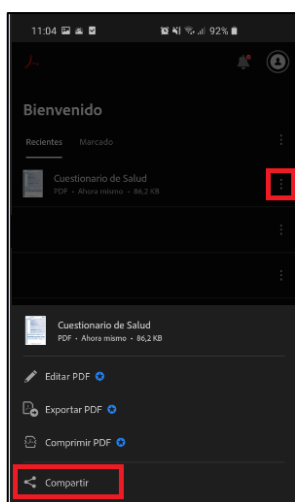 11:04 92%
Bienvenido
Recientes Marcado
Cuestionario de Salud
PDF • Ahora mismo • 86,2 KB
Cuestionario de Salud
PDF • Ahora mismo • 86,2 KB
Editar PDF
Exportar PDF
Comprimir PDF
Compartir